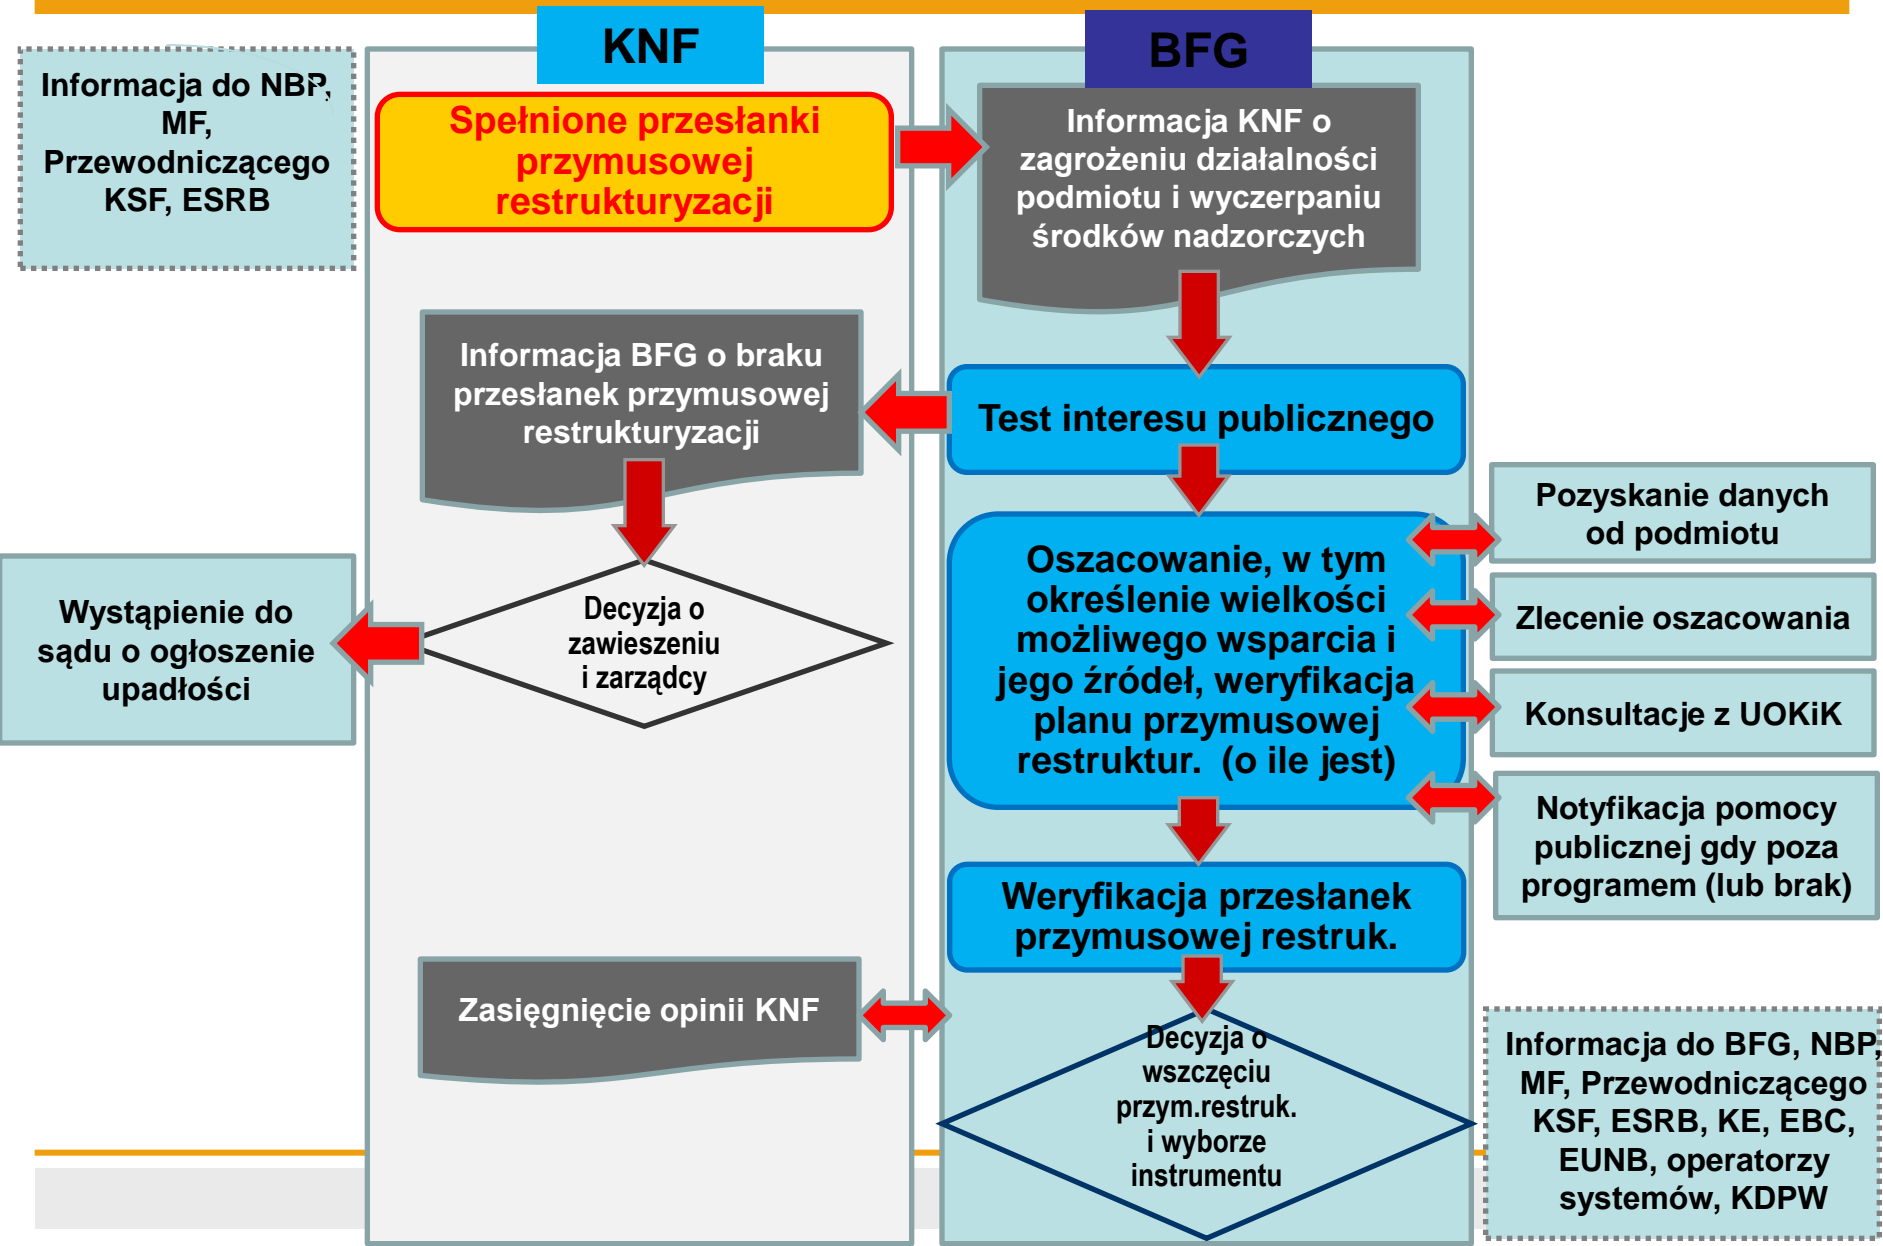 KNF
BFG
Informacja do NBP,
MF,
Przewodniczącego
KSF, ESRB
Spełnione przesłanki
przymusowej
restrukturyzacji
Informacja KNF o
zagrożeniu działalności
podmiotu i wyczerpaniu
środków nadzorczych
Informacja BFG o braku
przesłanek przymusowej
restrukturyzacji
Test interesu publicznego
Pozyskanie danych
od podmiotu
Oszacowanie, w tym
określenie wielkości
możliwego wsparcia i
jego źródeł, weryfikacja
planu przymusowej
restruktur. (o ile jest)
Zlecenie oszacowania
Wystąpienie do
sądu o ogłoszenie
upadłości
Decyzja o
zawieszeniu
i zarządcy
Konsultacje z UOKiK
Notyfikacja pomocy
publicznej gdy poza
programem (lub brak)
Weryfikacja przesłanek
przymusowej restruk.
Zasięgnięcie opinii KNF
Decyzja o
wszczęciu
przym.restruk.
i wyborze
instrumentu
Informacja do BFG, NBP,
MF, Przewodniczącego
KSF, ESRB, KE, EBC,
EUNB, operatorzy
systemów, KDPW